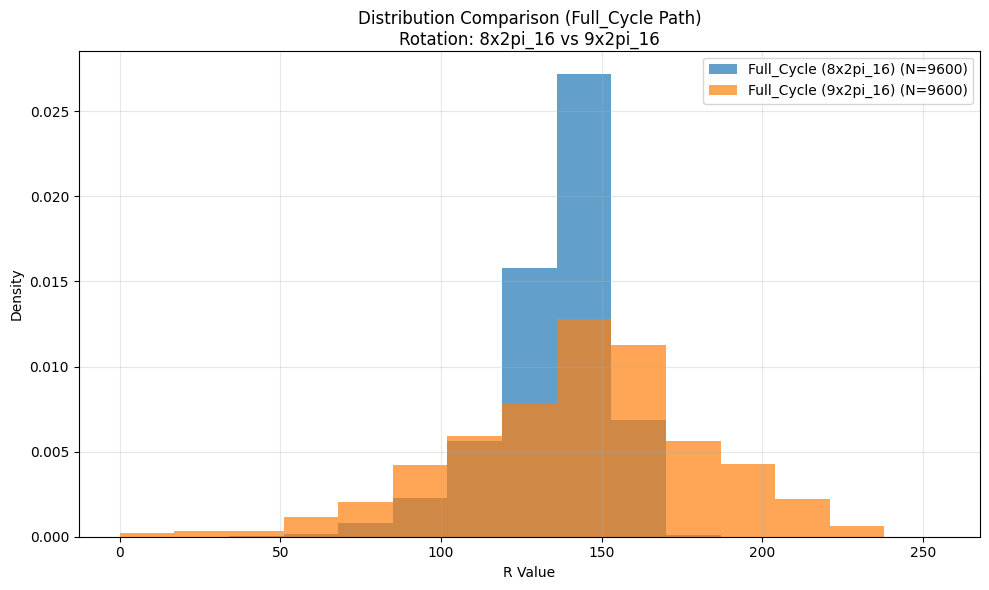 Distribution Comparison (Full_Cycle Path)
Rotation: 8x2pi_16 vs 9x2pi_16
Full_Cycle (8x2pi_16) (N=9600)
Full_Cycle (9x2pi_16) (N=9600)
Density
0.025
0.020
0.015
0.010
0.005
0.000
0 50 100 150 200 250
R Value